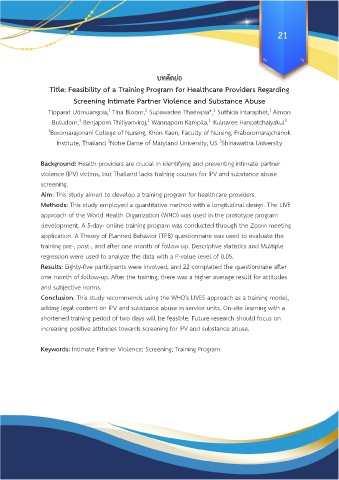 21
บทคัดย่อ
Title: Feasibility of a Training Program for Healthcare Providers Regarding
Screening Intimate Partner Violence and Substance Abuse
Tipparat Udmuangpia,¹ Tina Bloom,² Supawadee Thaewpia*,¹ Suthida Intaraphet,¹ Aimon
Butudom,¹ Benjaporn Thitiyanviroj,¹ Wannaporn Kampila,¹ Kulnaree Hanpatchaiyakul³
¹Boromarajonani College of Nursing, Khon Kaen, Faculty of Nursing, Praboromarajchanok
Institute, Thailand ²Notre Dame of Maryland University, US ³Shinawattra University
Background: Health providers are crucial in identifying and preventing intimate partner
violence (IPV) victims, but Thailand lacks training courses for IPV and substance abuse
screening.
Aim: This study aimed to develop a training program for healthcare providers.
Methods: This study employed a quantitative method with a longitudinal design. The LIVE
approach of the World Health Organization (WHO) was used in the prototype program
development. A 5-day- online training program was conducted through the Zoom meeting
application. A Theory of Planned Behavior (TPB) questionnaire was used to evaluate the
training pre-, post-, and after one month of follow up. Descriptive statistics and Multiple
regression were used to analyze the data with a P-value level of 0.05.
Results: Eighty-five participants were involved, and 22 completed the questionnaire after
one month of follow-up. After the training, there was a higher average result for attitudes
and subjective norms.
Conclusion: This study recommends using the WHO's LIVES approach as a training model,
adding legal content on IPV and substance abuse in service units. On-site learning with a
shortened training period of two days will be feasible. Future research should focus on
increasing positive attitudes towards screening for IPV and substance abuse.
Keywords: Intimate Partner Violence; Screening; Training Program